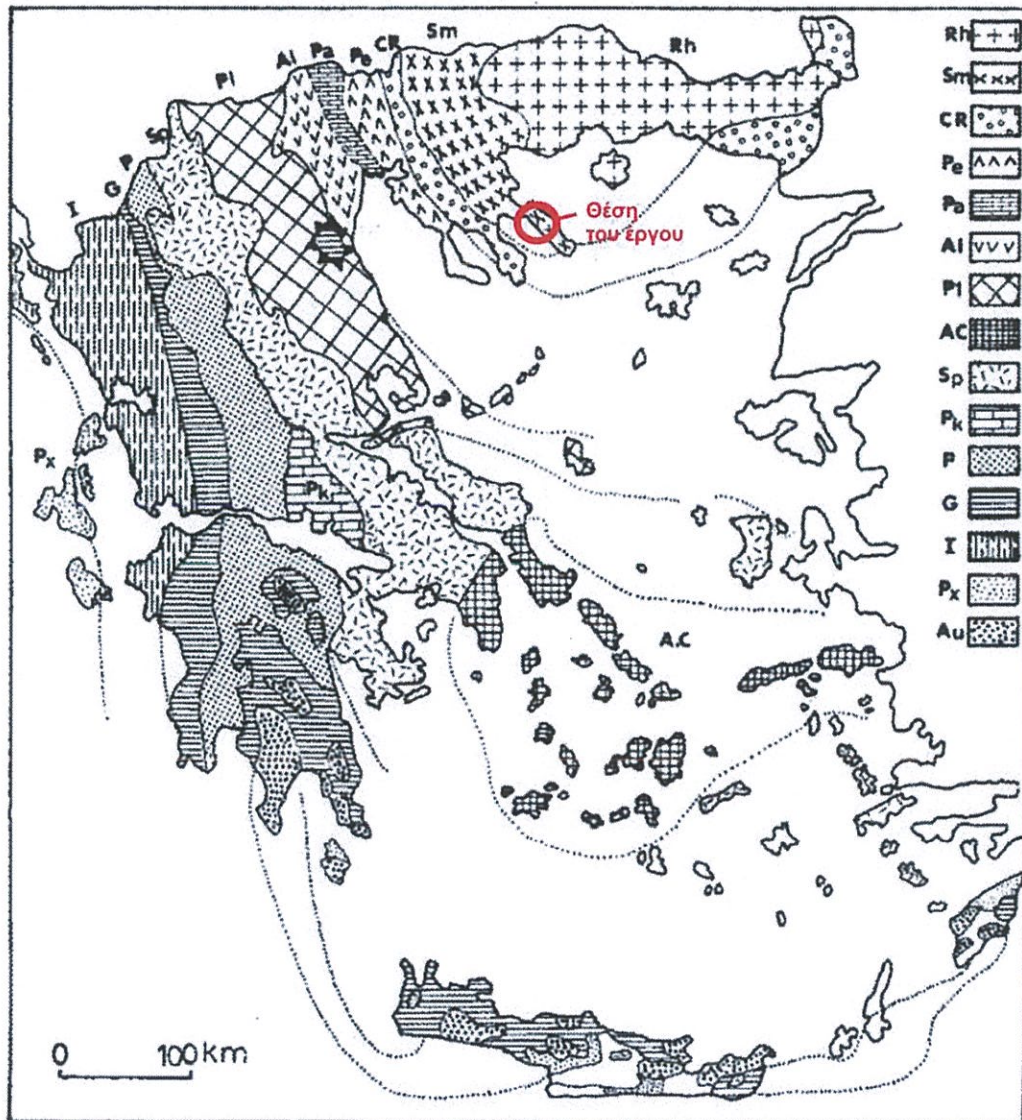 Sm
CR
Pa
Al
Pe
Rh
Pl
Sp
P
G
I
Θέση
του έργου
Px
Pk
A.C
0 100km
Rh
Sm
CR
Pe
Pa
Al
Pl
AC
Sp
Pk
P
G
I
Px
Au